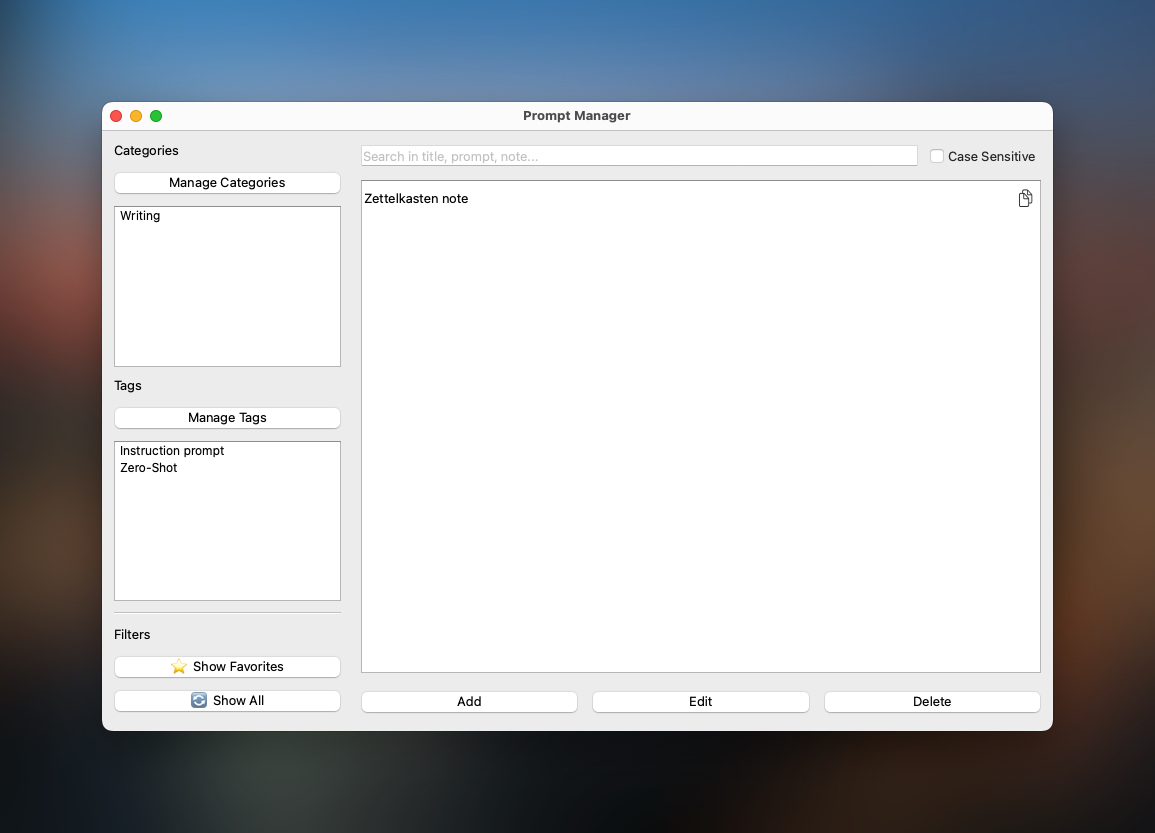 Prompt Manager
Categories
Manage Categories
Writing
Tags
Manage Tags
Instruction prompt
Zero-Shot
Filters
Show Favorites
Show All
Search in title, prompt, note...
Case Sensitive
Zettelkasten note
Add
Edit
Delete